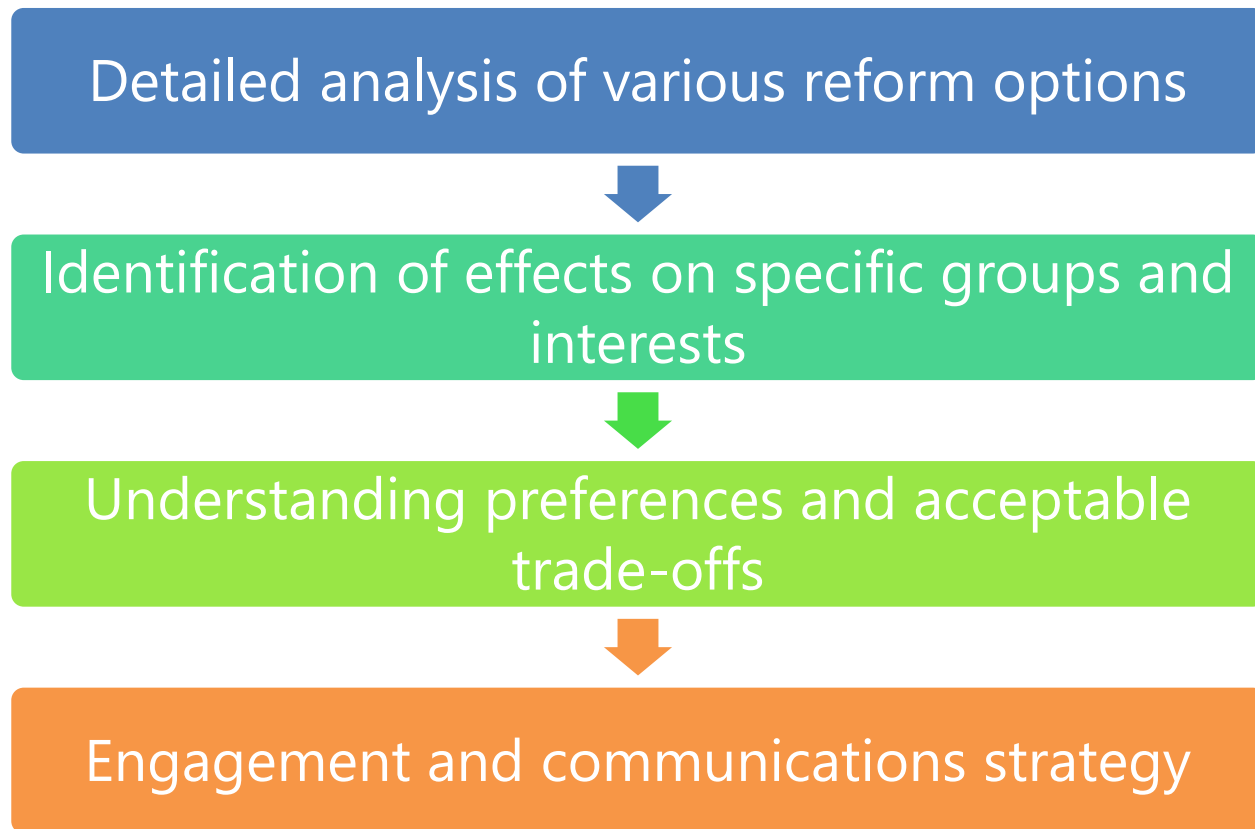 Detailed analysis of various reform options
Identification of effects on specific groups and
interests
Understanding preferences and acceptable
trade-offs
Engagement and communications strategy